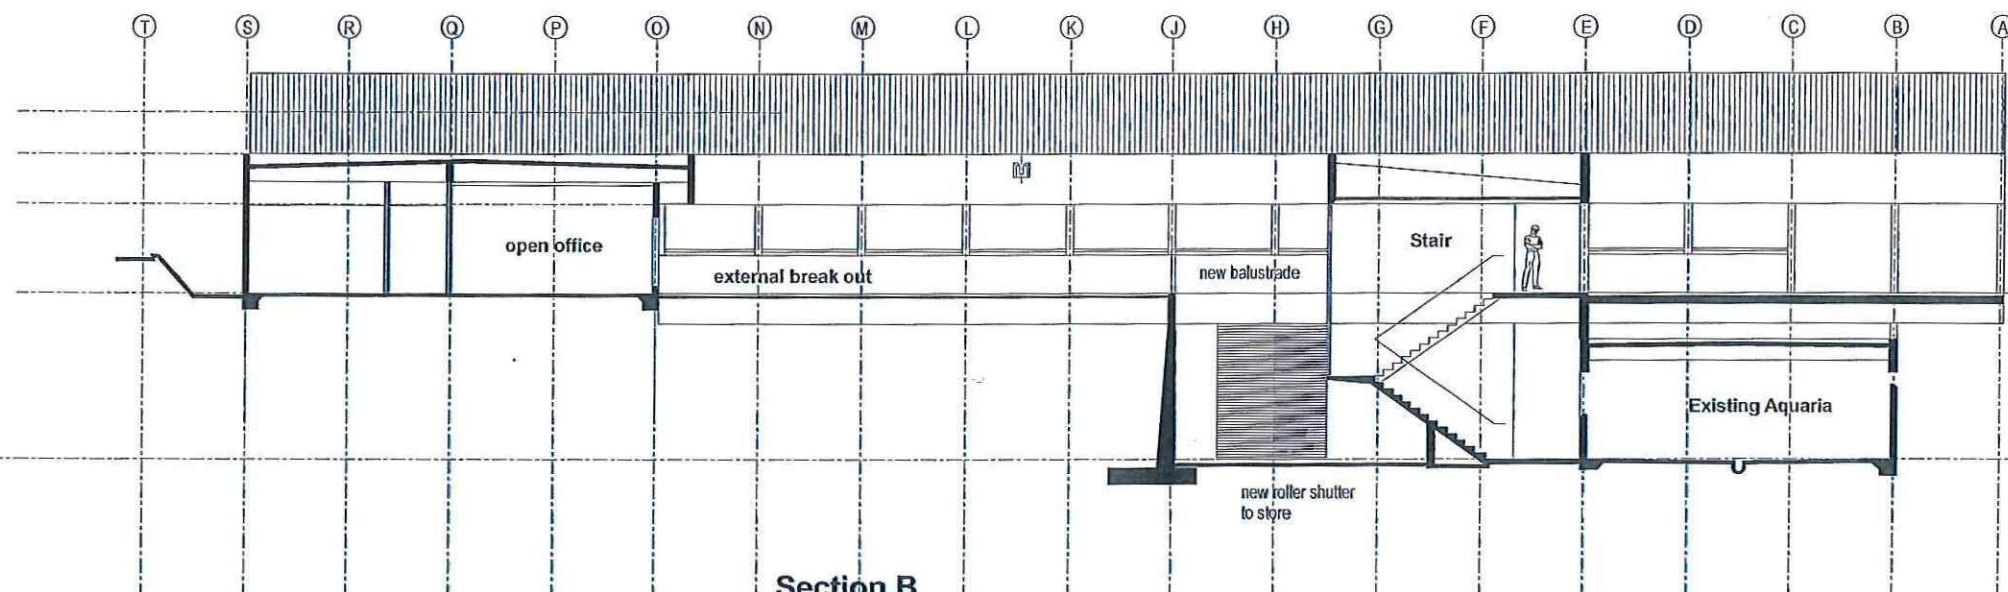 T S R Q P O N M L K J H G F E D C B A
open office
external break out
new balustrade
Stair
Existing Aquaria
new roller shutter
to store
Section B